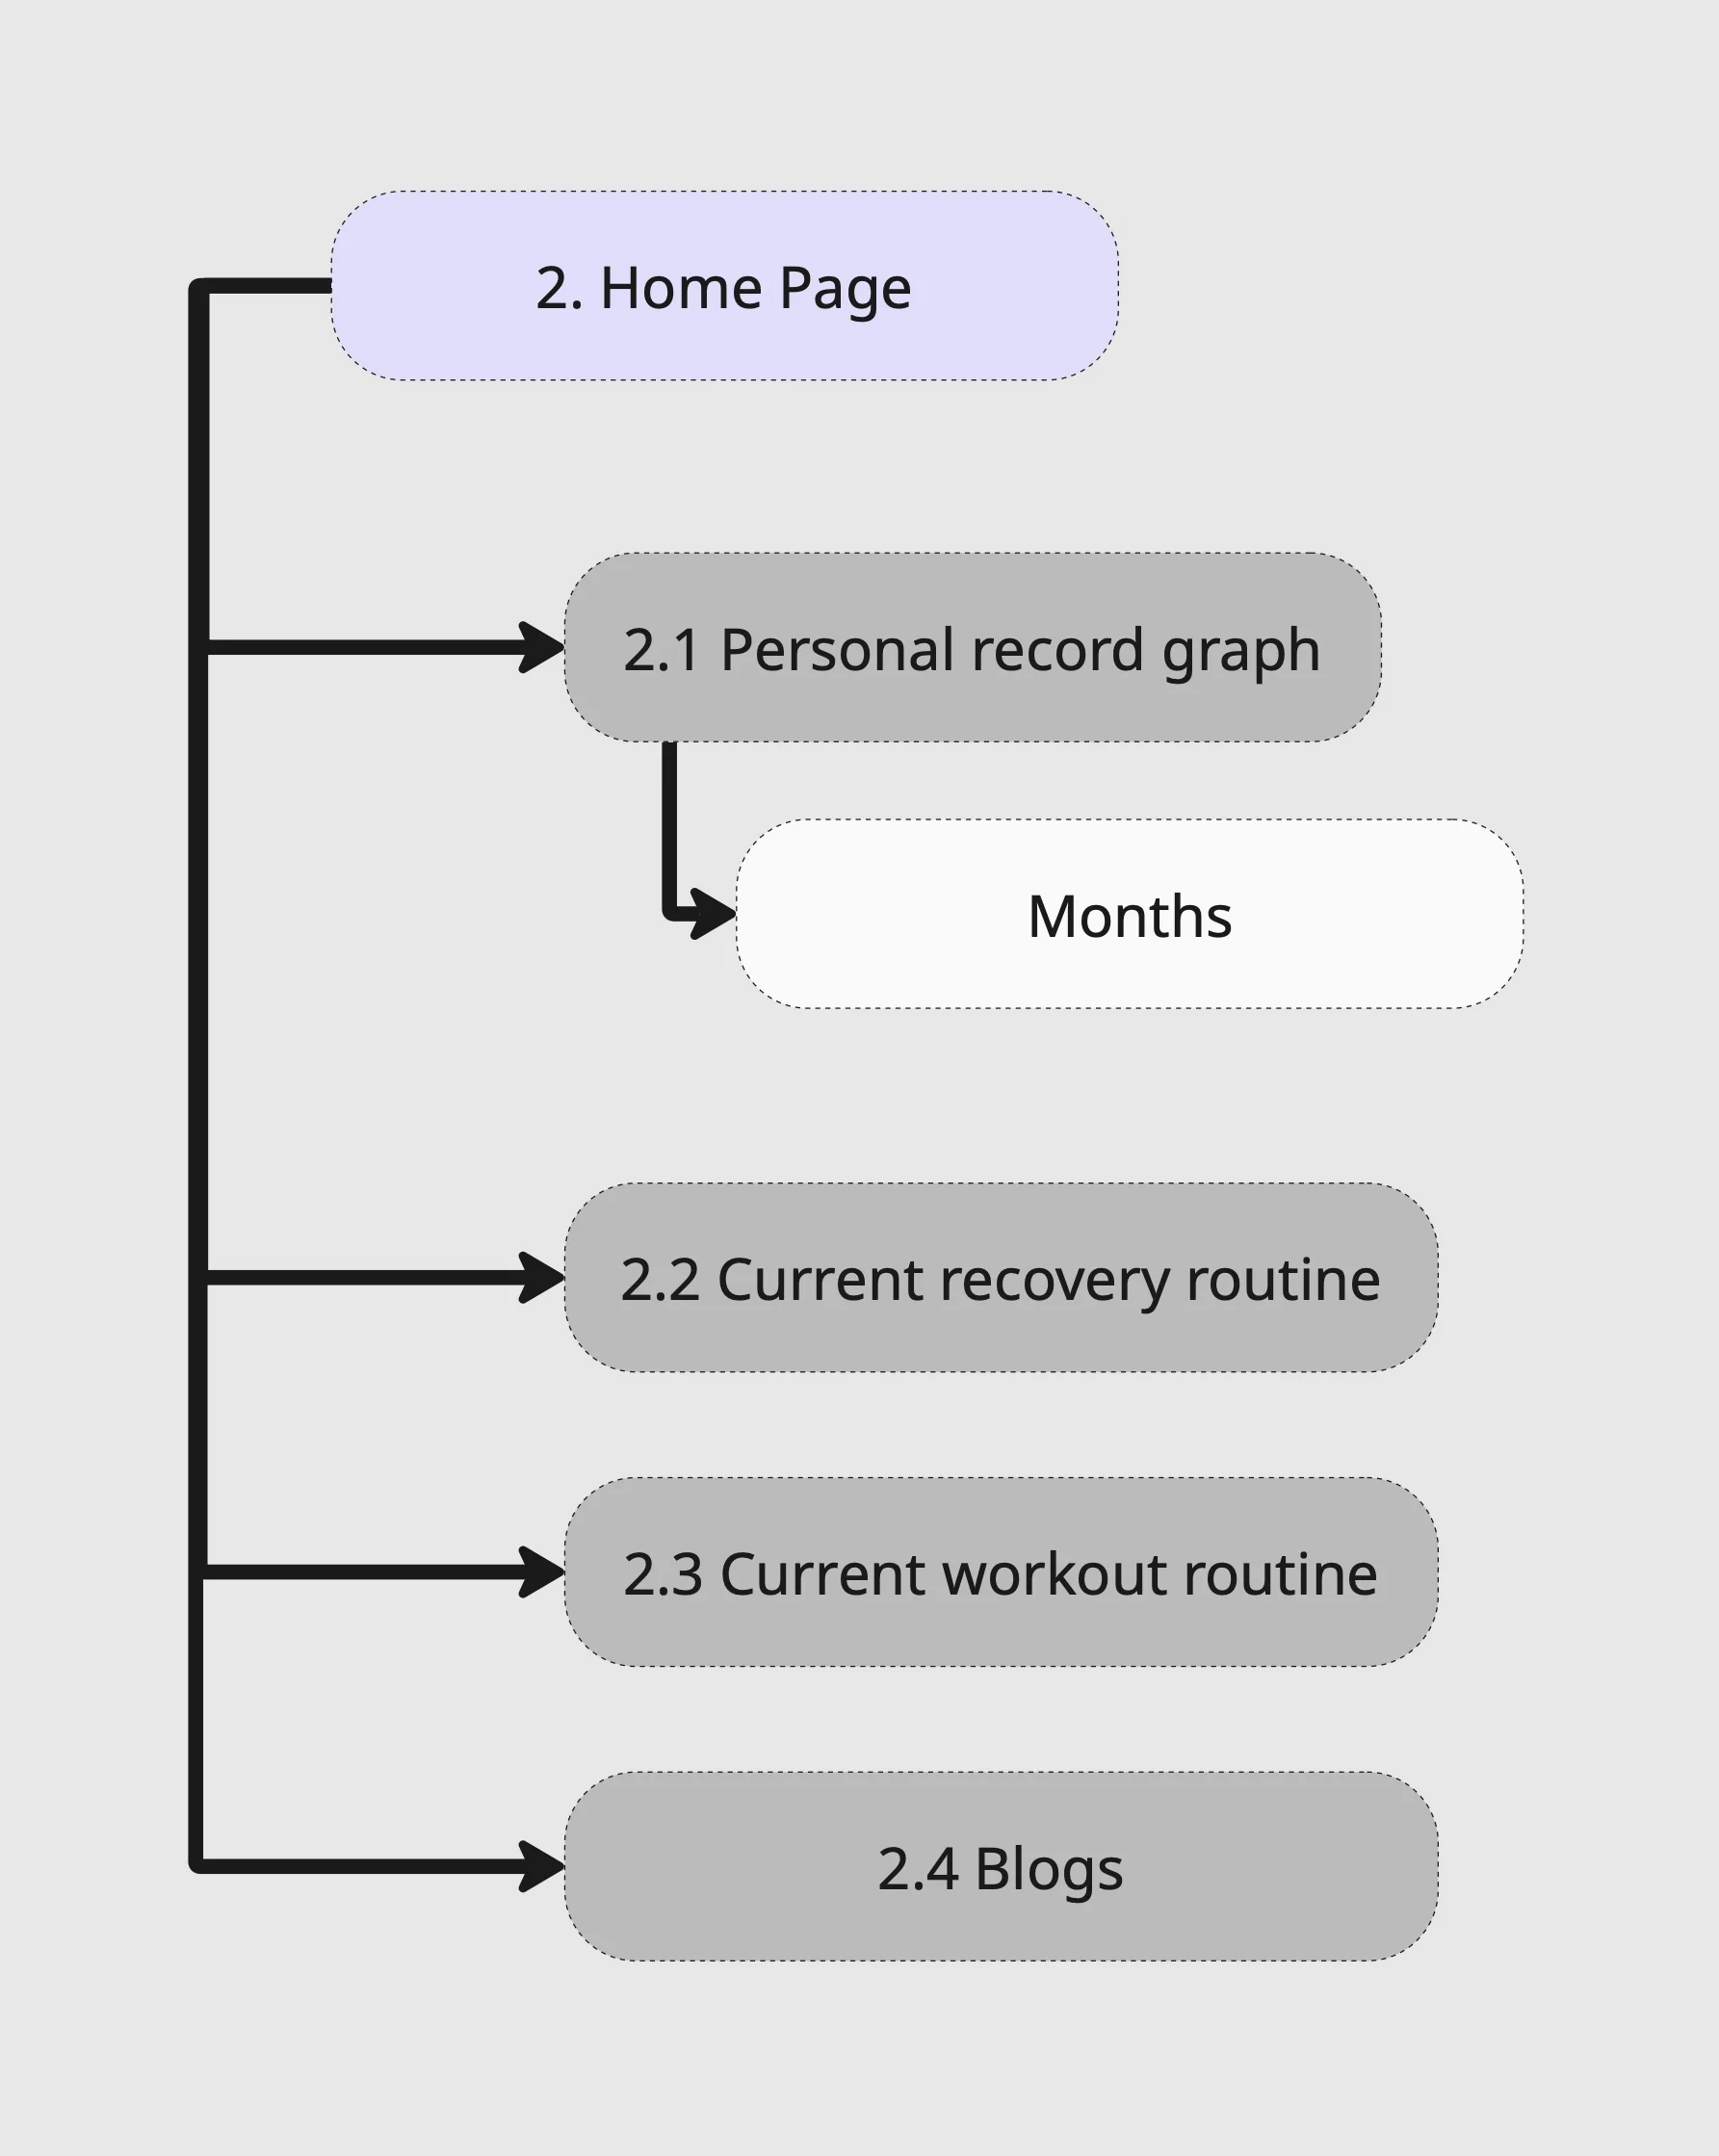 2. Home Page
2.1 Personal record graph
Months
2.2 Current recovery routine
2.3 Current workout routine
2.4 Blogs